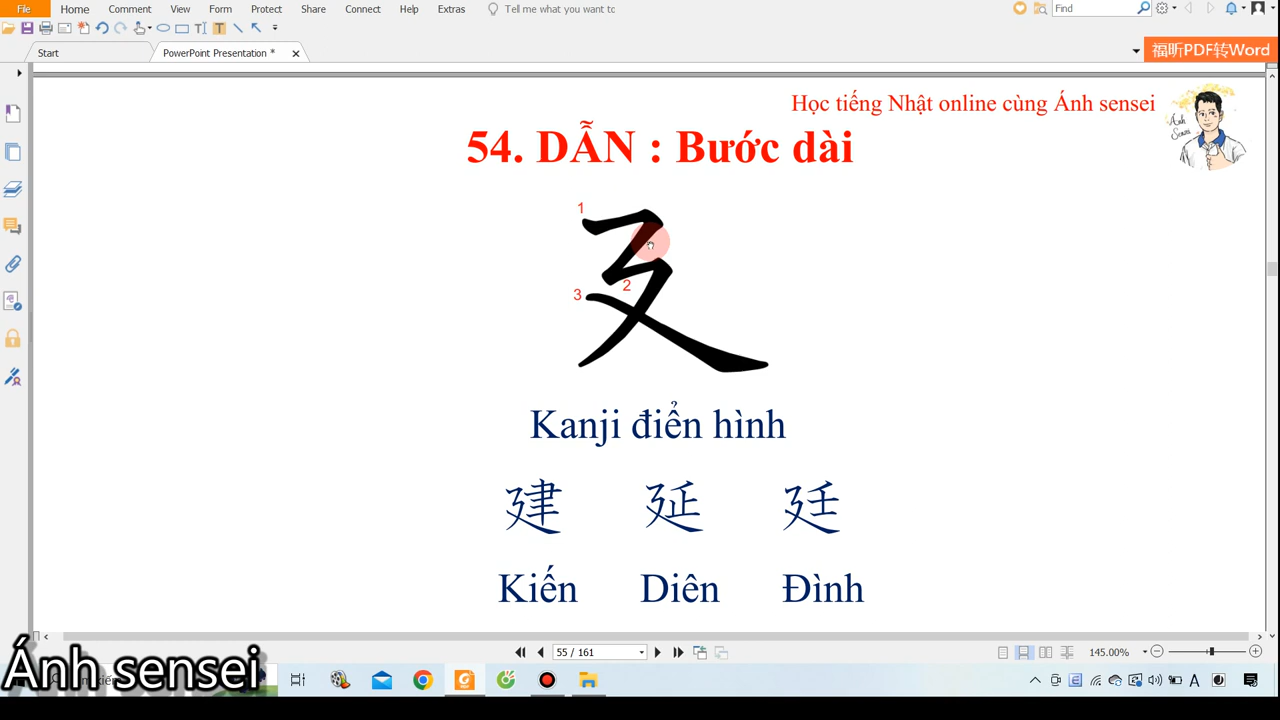 File Home Comment View Form Protect Share Connect Help Extras Tell me what you want to Find
Start PowerPoint Presentation * 福昕PDF转Word
Học tiếng Nhật online cùng Ánh sensei
Ánh Sensei
54. DẪN : Bước dài
1
2
3
廴
Kanji điển hình
建 延 廷
Kiến Diên Đình
55 / 161 145.00%
Ánh sensei